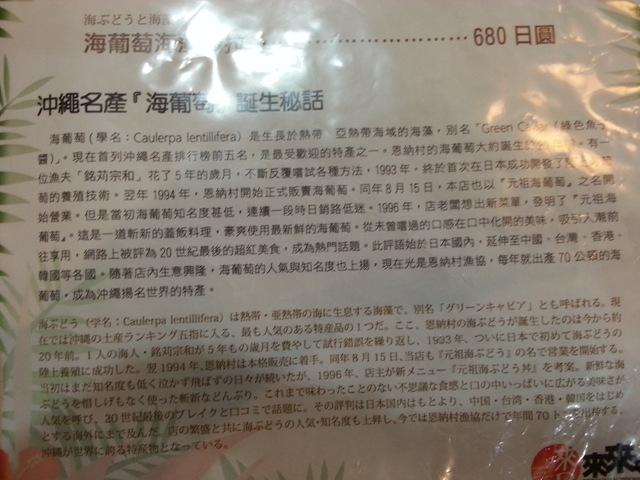 海ぶどうと海
海葡萄海 ……………………… 680 日圓
沖繩名產『海葡萄 誕生秘話
海葡萄(學名：Caulerpa lentillifera)是生長於熱帶 亞熱帶海域的海藻，別名「Green 綠色魚子
醬)」。現在首列沖繩名產排行榜前五名，是最受歡迎的特產之一。恩納村的海葡萄大約誕生於 有一
位漁夫「銘苅宗和」花了5年的歲月，不斷反覆嘗試各種方法，1993年，終於首次在日本成功開發了
萄的養殖技術。翌年1994年，恩納村開始正式販賣海葡萄。同年8月15日，本店也以『元祖海葡萄』之名開
始營業。但是當初海葡萄知名度甚低，連續一段時日銷路低迷。1996年，店老闆想出新菜單，發明了『元祖海
萄』。這是一道嶄新的蓋飯料理，豪爽使用最新鮮的海葡萄。從未曾嚐過的口感在口中化開的美味，吸引人潮前
往享用，網路上被評為20世紀最後的超紅美食，成為熱門話題。此評語始於日本國內，延伸至中國、台灣、香港、
韓國等各國。隨著店內生意興隆，海葡萄的人氣與知名度也上揚，現在光是恩納村漁協，每年就出產70公噸的海
葡萄，成為沖繩揚名世界的特產。
海ぶどう（学名：Caulerpa lentillifera）は熱帯・亜熱帯の海に生息する海藻で、別名「グリーンキャビア」とも呼ばれる。現
在では沖縄の土産ランキング五指に入る、最も人気のある特産品の1つだ。ここ、恩納村の海ぶどうが誕生したのは今から約
20年前。1人の海人・銘苅宗和が5年もの歳月を費やして試行錯誤を繰り返し、1993年、ついに日本で初めて海ぶどうの
陸上養殖に成功した。翌1994年、恩納村は本格販売に着手。同年8月15日、当店も『元祖海ぶどう』の名で営業を開始する。
当初はまだ知名度も低く泣かず飛ばずの日々が続いたが、1996年、店主が新メニュー『元祖海ぶどう丼』を考案。新鮮な海
ぶどうを惜しげもなく使った斬新などんぶり。これまで味わったことのない不思議な食感と口の中いっぱいに広がる美味さが
人気を呼び、20世紀最後のブレイクと口コミで話題に。その評判は日本国内はもとより、中国・台湾・香港・韓国をはじめ
とする海外にまで及んだ 店の繁盛と共に海ぶどうの人気・知名度も上昇し、今では恩納村漁協だけで年間70トンを出荷する、
沖縄が世界に誇る特産物となっている。
来
來來